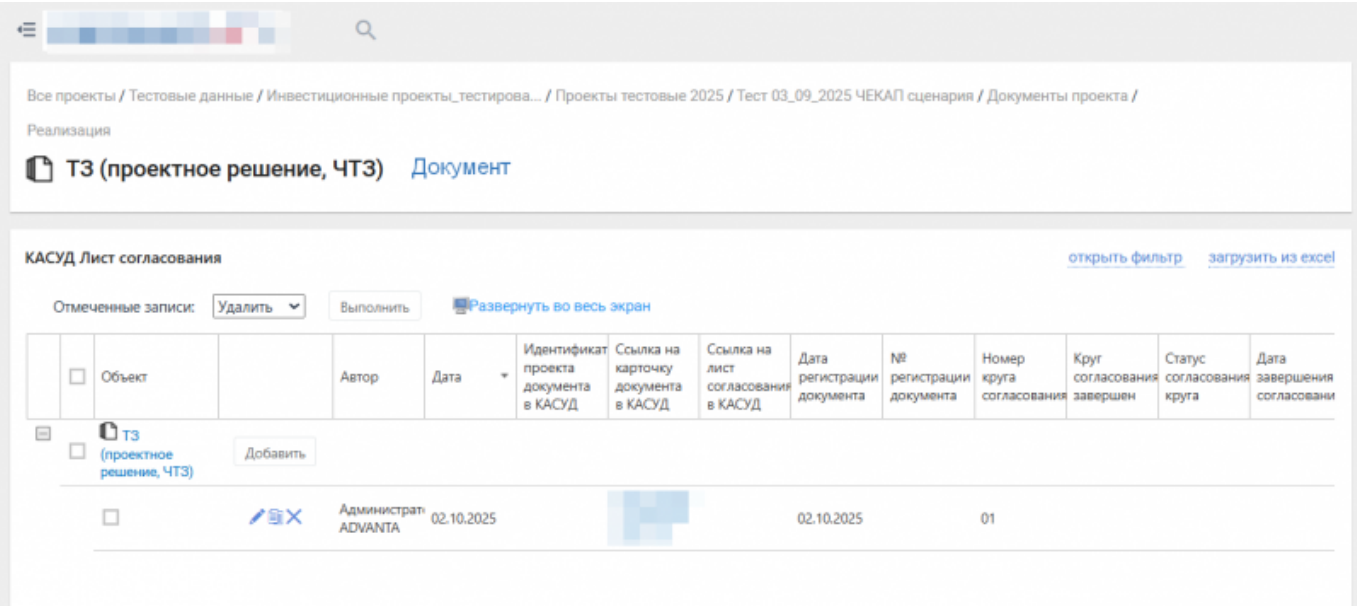 Все проекты / Тестовые данные / Инвестиционные проекты_тестирова... / Проекты тестовые 2025 / Тест 03_09_2025 ЧЕКАП сценария / Документы проекта /
Реализация
ТЗ (проектное решение, ЧТЗ) Документ
КАСУД Лист согласования открыть фильтр загрузить из excel
Отмеченные записи: Удалить Выполнить Развернуть во весь экран
Объект
Автор
Дата
Идентификат
проекта
документа
в КАСУД
Ссылка на
карточку
документа
в КАСУД
Ссылка на
лист
согласования
в КАСУД
Дата
регистрации
документа
№
регистрации
документа
Номер
круга
согласования
Круг
согласования
завершен
Статус
согласования
круга
Дата
завершения
согласовани
ТЗ
(проектное
решение, ЧТЗ)
Добавить
Администрат
ADVANTA
02.10.2025
02.10.2025
01